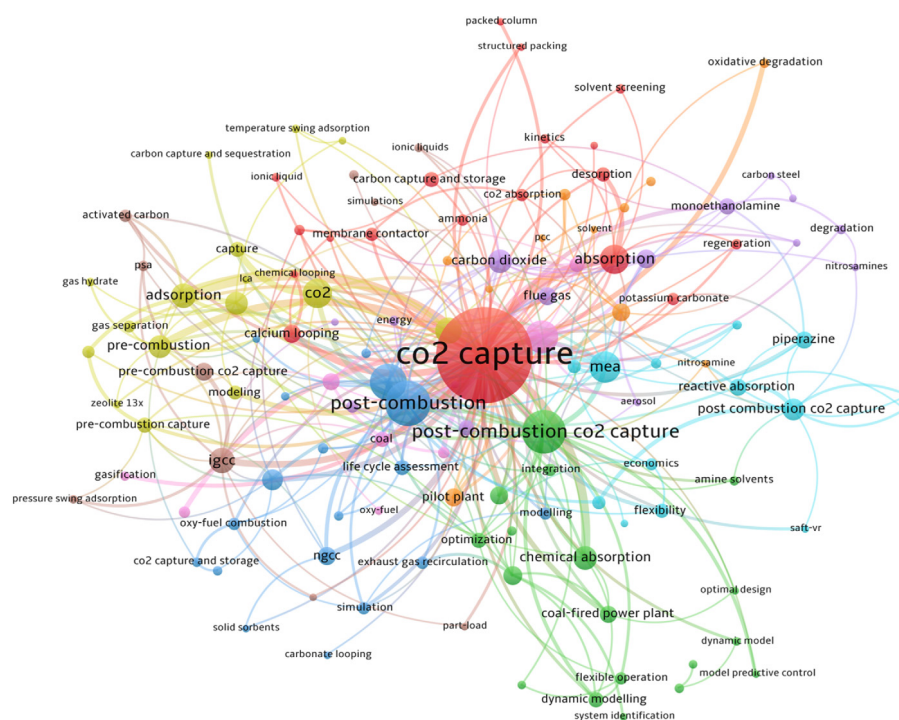 packed column
structured packing
oxidative degradation
solvent screening
temperature swing adsorption
kinetics
ionic liquids
carbon capture and sequestration
desorption
carbon steel
ionic liquid
carbon capture and storage
co2 absorption
simulations
monoethanolamine
activated carbon
ammonia
solvent
degradation
membrane contactor
pcc
regeneration
capture
carbon dioxide
absorption
psa
chemical looping
nitrosamines
gas hydrate
lca
adsorption
co2
flue gas
potassium carbonate
gas separation
energy
calcium looping
piperazine
pre-combustion
co2 capture
nitrosamine
mea
pre-combustion co2 capture
reactive absorption
modeling
zeolite 13x
post-combustion
aerosol
post combustion co2 capture
pre-combustion capture
coal
post-combustion co2 capture
igcc
life cycle assessment
integration
economics
gasification
amine solvents
pressure swing adsorption
pilot plant
oxy-fuel
modelling
flexibility
oxy-fuel combustion
saft-vr
optimization
ngcc
chemical absorption
co2 capture and storage
exhaust gas recirculation
optimal design
simulation
coal-fired power plant
solid sorbents
part-load
dynamic model
carbonate looping
model predictive control
flexible operation
dynamic modelling
system identification